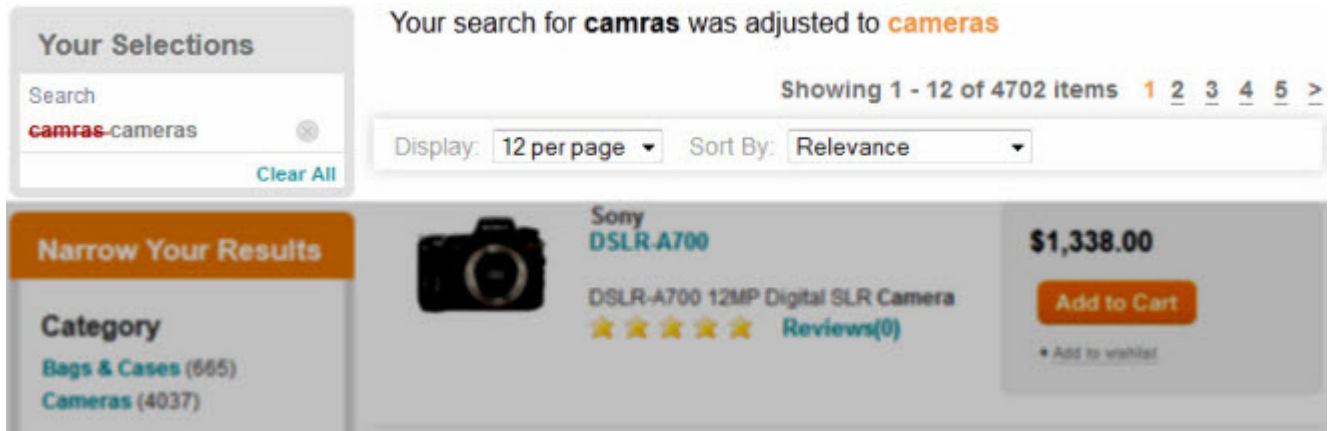 Your Selections
Search
camras cameras
Clear All
Your search for camras was adjusted to cameras
Showing 1 - 12 of 4702 items 1 2 3 4 5 >
Display: 12 per page Sort By: Relevance
Narrow Your Results
Category
Bags & Cases (665)
Cameras (4037)
Sony
DSLR-A700
DSLR-A700 12MP Digital SLR Camera
Reviews(0)
$1,338.00
Add to Cart
• Add to wishlist